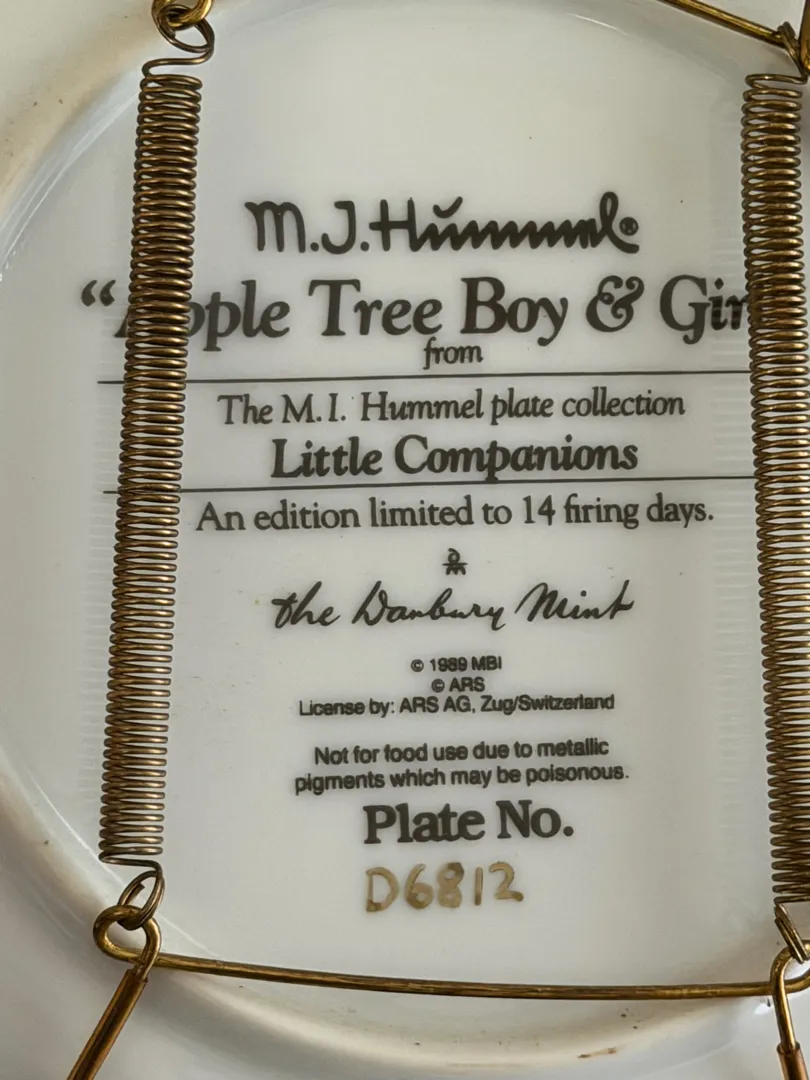 M.J. Hummel®
"Apple Tree Boy & Girl
from
The M.I. Hummel plate collection
Little Companions
An edition limited to 14 firing days.
the Danbury Mint
© 1989 MBI
© ARS
License by: ARS AG, Zug/Switzerland
Not for food use due to metallic
pigments which may be poisonous.
Plate No.
D6812